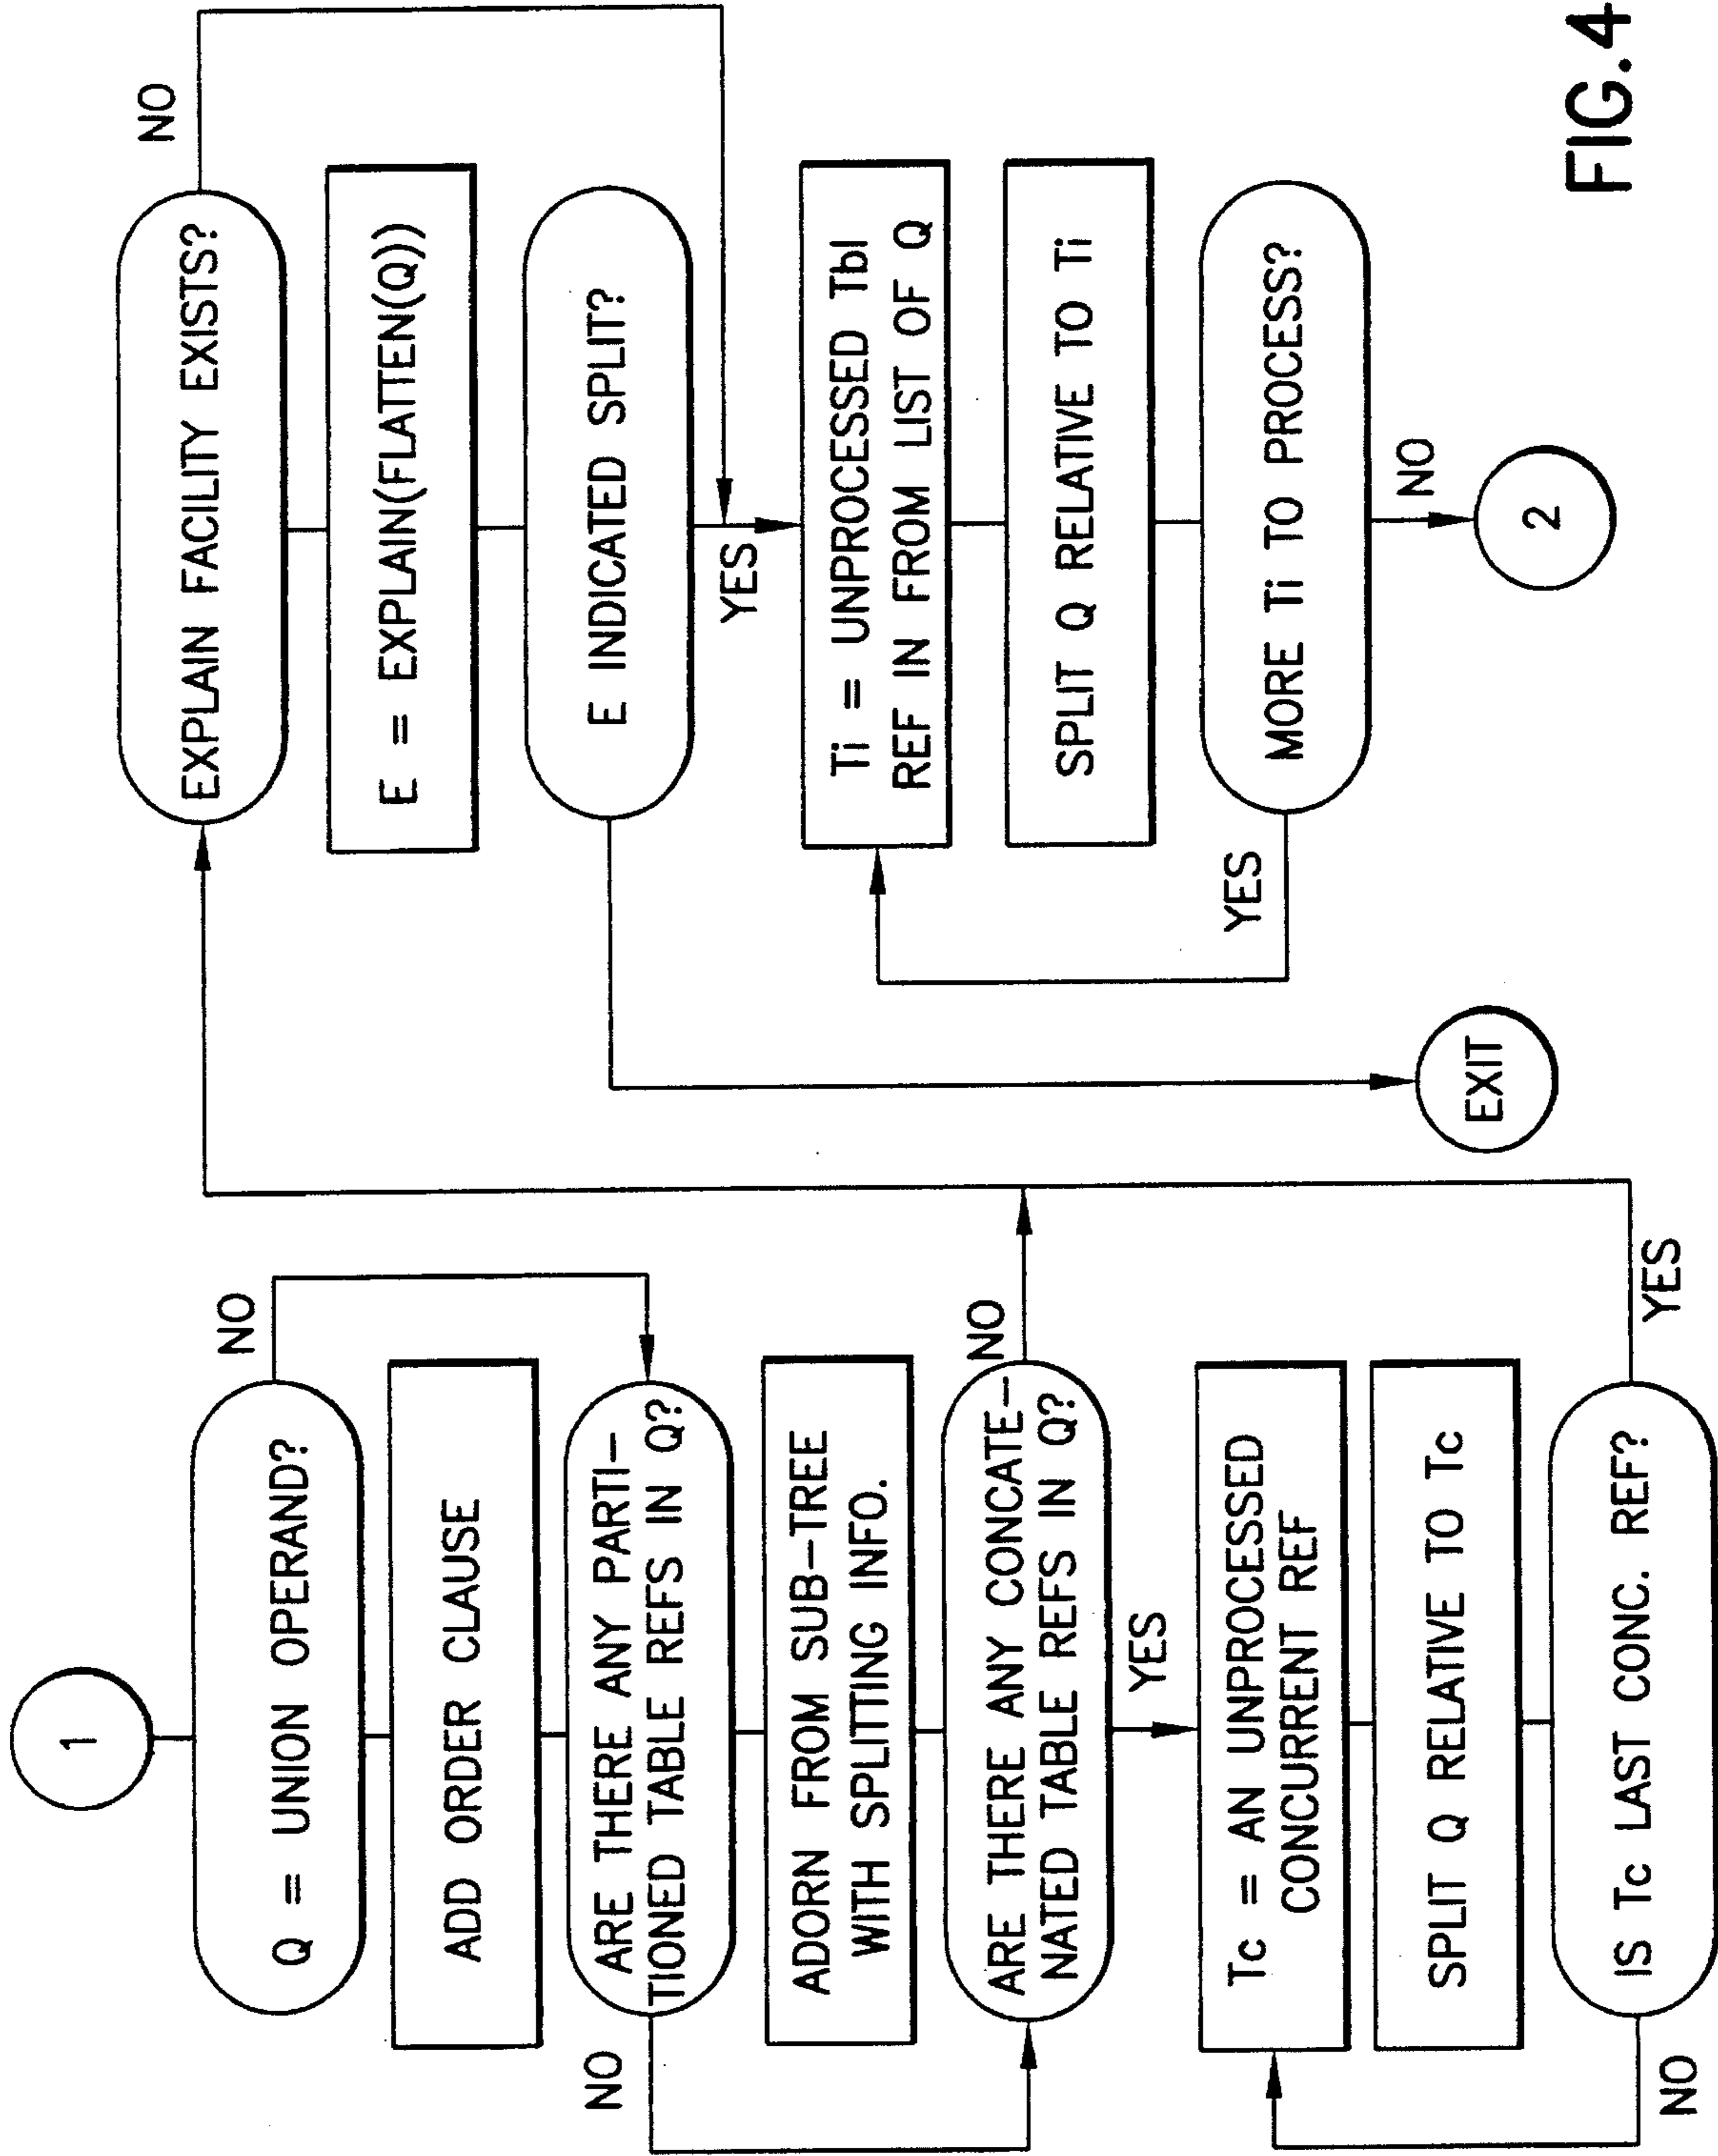 1
Q = UNION OPERAND?
NO
ADD ORDER CLAUSE
ARE THERE ANY PARTI-
TIONED TABLE REFS IN Q?
NO
ADORN FROM SUB-TREE
WITH SPLITTING INFO.
ARE THERE ANY CONCATE-
NATED TABLE REFS IN Q?
NO
YES
Tc = AN UNPROCESSED
CONCURRENT REF
SPLIT Q RELATIVE TO Tc
IS Tc LAST CONC. REF?
NO
YES
EXPLAIN FACILITY EXISTS?
NO
E = EXPLAIN(FLATTEN(Q))
E INDICATED SPLIT?
YES
Ti = UNPROCESSED Tbl
REF IN FROM LIST OF Q
SPLIT Q RELATIVE TO Ti
MORE Ti TO PROCESS?
YES
NO
EXIT
2
FIG.4